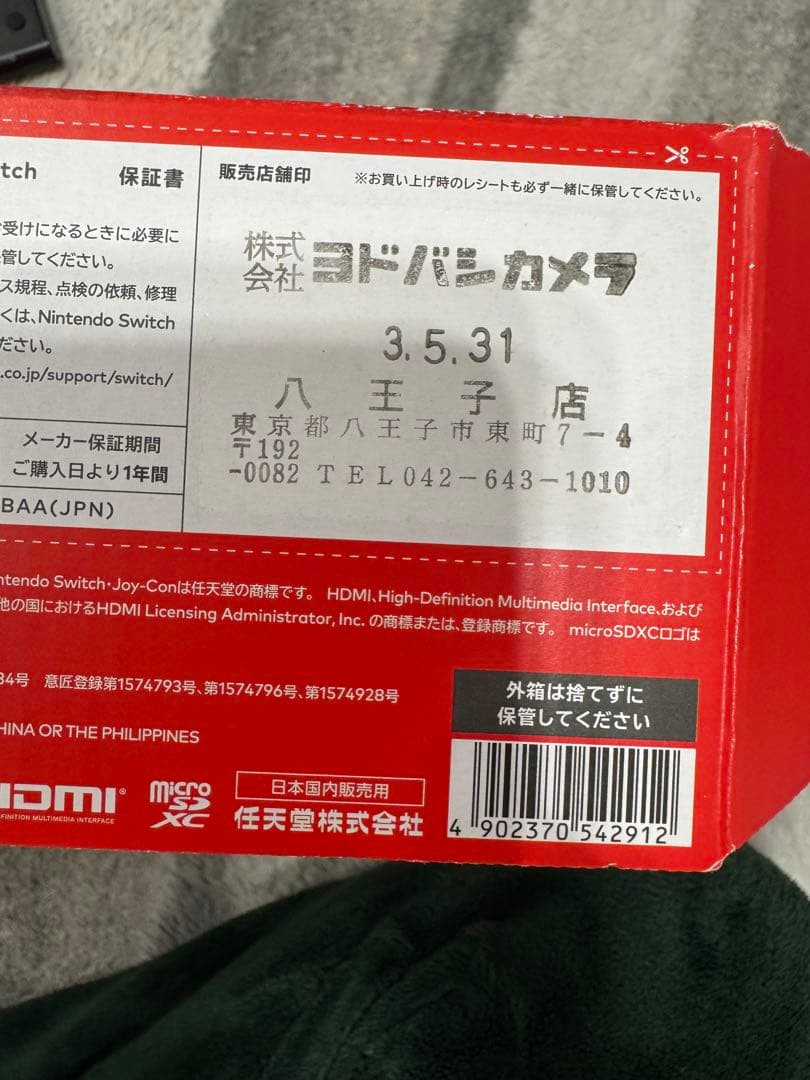 tch
保証書
受けになるときに必要に
管してください。
ス規程、点検の依頼、修理
くは、Nintendo Switch
ださい。
.co.jp/support/switch/
メーカー保証期間
ご購入日より1年間
BAA(JPN)
販売店舗印
※お買い上げ時のレシートも必ず一緒に保管してください。
株式会社 ヨドバシカメラ
3.5.31
八王子店
東京都八王子市東町7-4
〒192
-0082 TEL042-643-1010
ntendo Switch・Joy-Conは任天堂の商標です。 HDMI、High-Definition Multimedia Interface、および
他の国におけるHDMI Licensing Administrator, Inc. の商標または、登録商標です。 microSDXCロゴは
84号 意匠登録第1574793号、第1574796号、第1574928号
HINA OR THE PHILIPPINES
外箱は捨てずに
保管してください
HDMI®
FINITION MULTIMEDIA INTERFACE
micro
SD
XC
日本国内販売用
任天堂株式会社
4 902370 542912